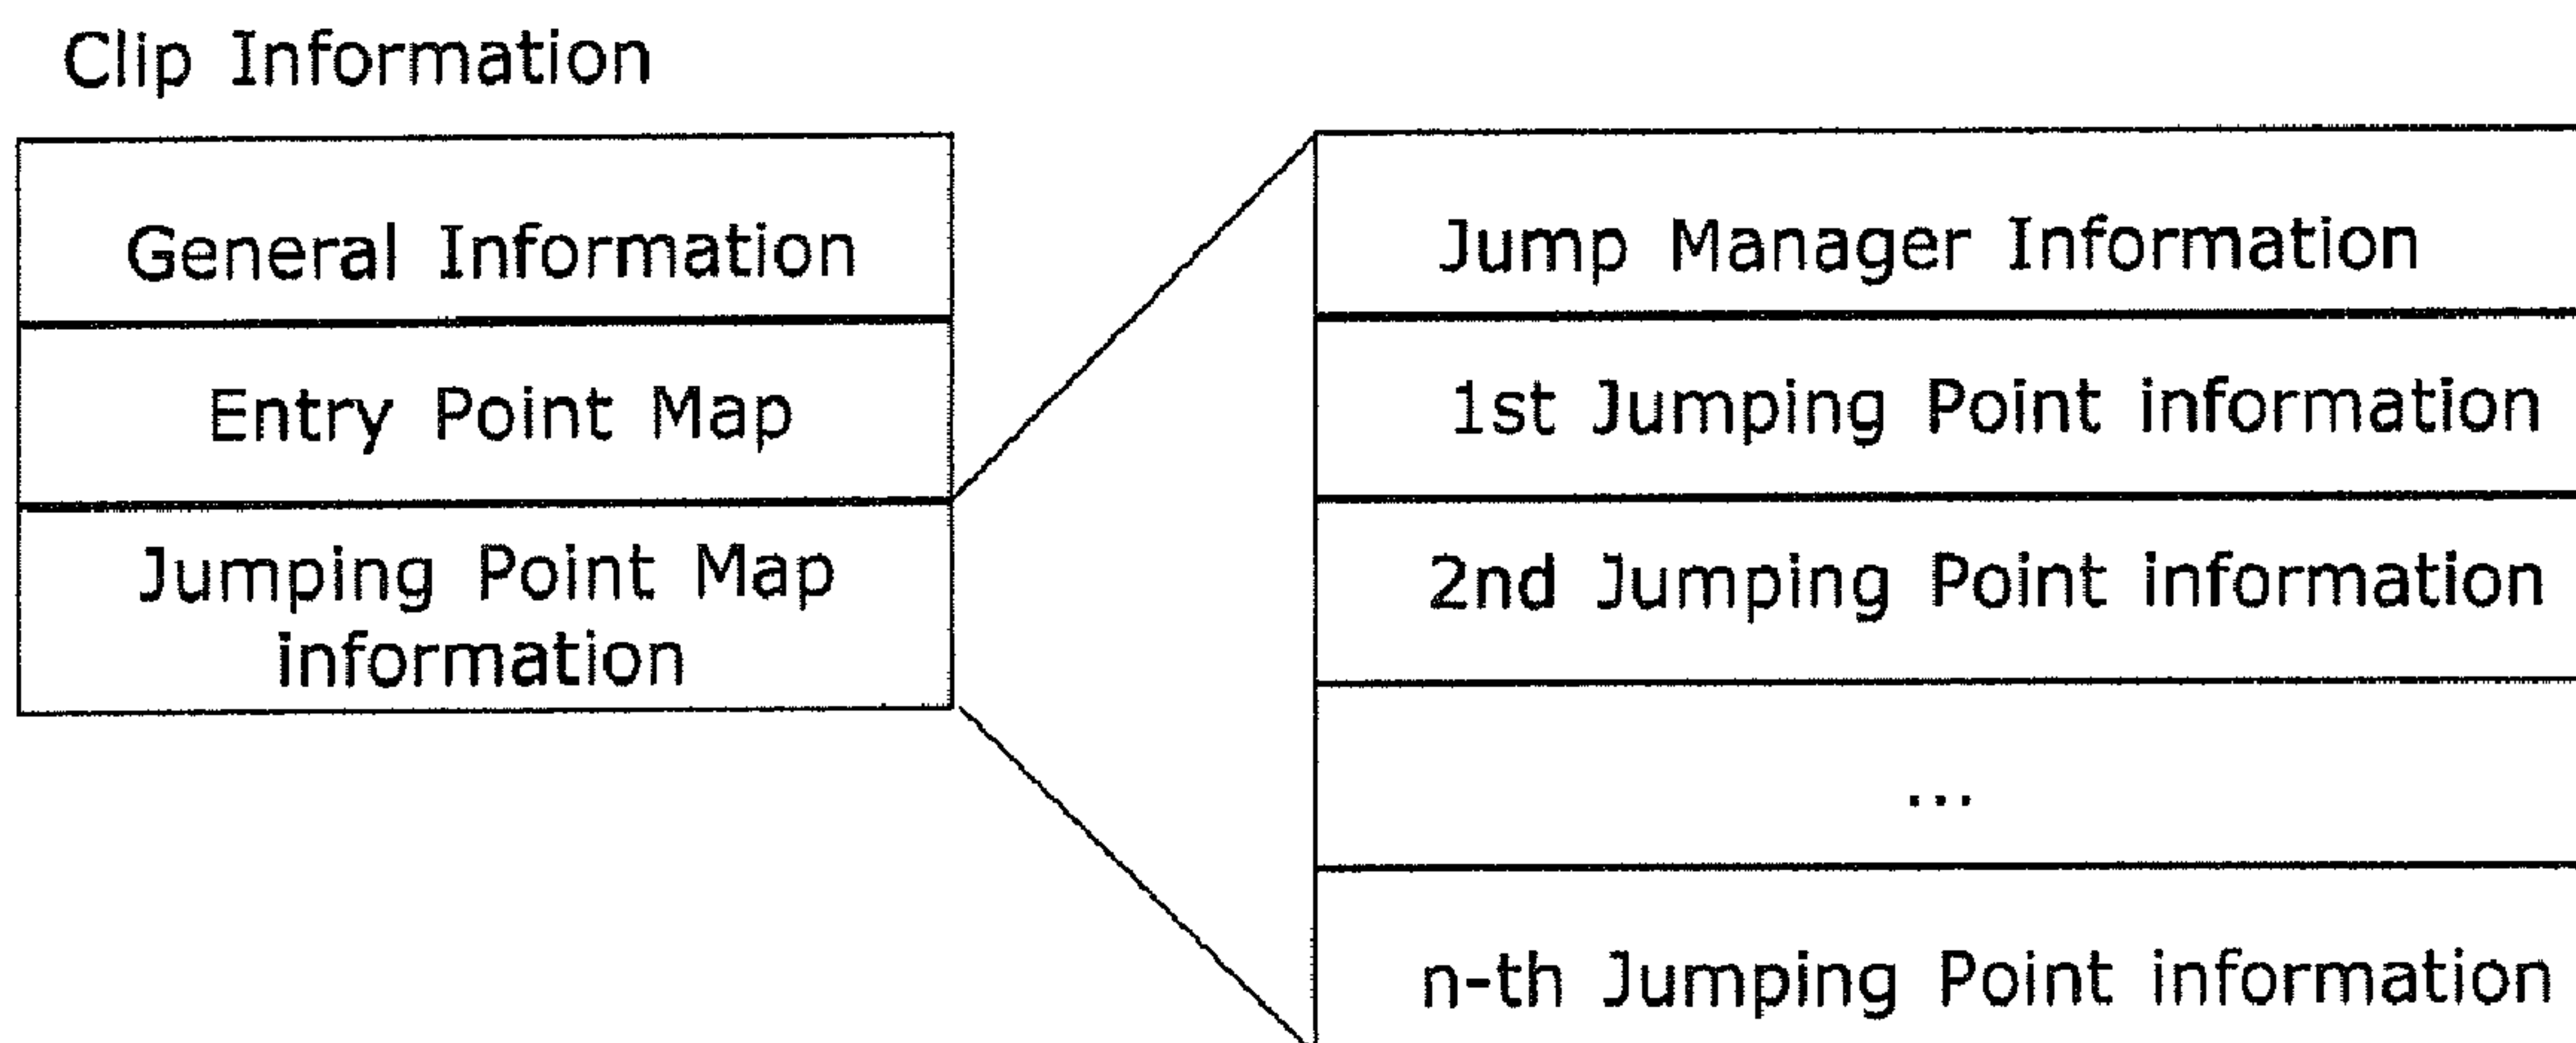 Clip Information
General Information
Entry Point Map
Jumping Point Map
information
Jump Manager Information
1st Jumping Point information
2nd Jumping Point information
...
n-th Jumping Point information